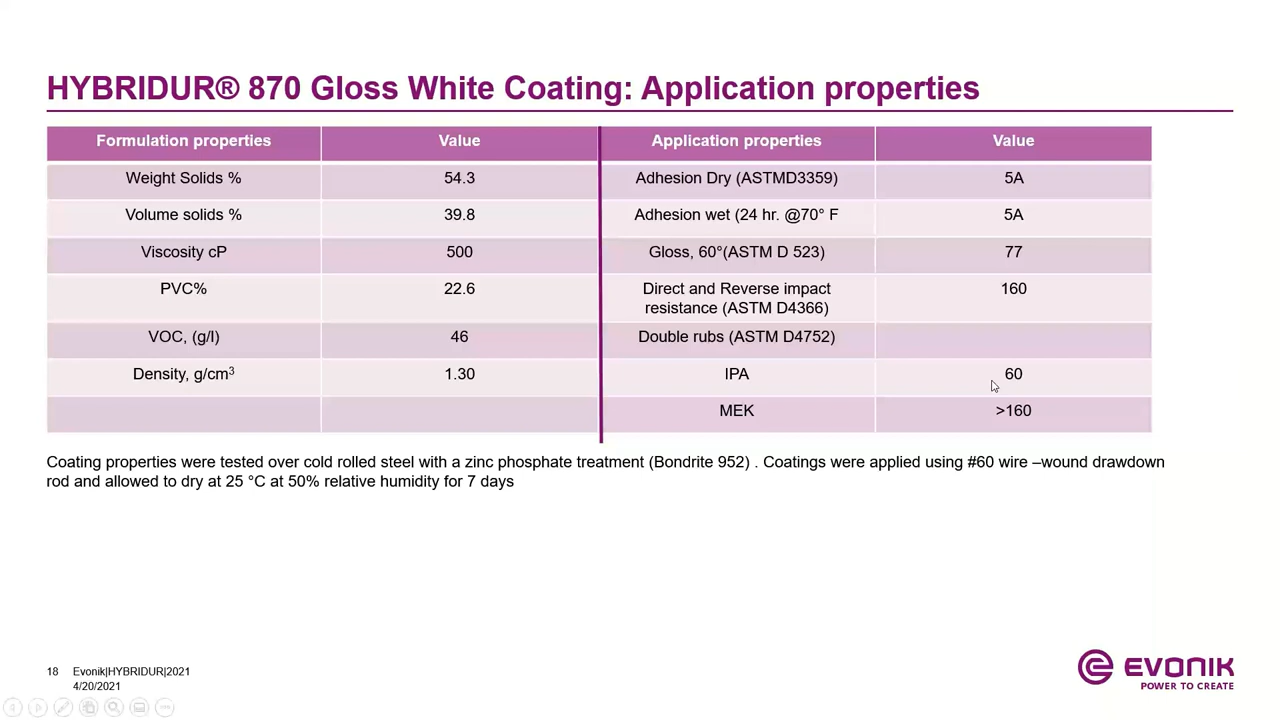 HYBRIDUR® 870 Gloss White Coating: Application properties
Formulation properties Value Application properties Value
Weight Solids % 54.3 Adhesion Dry (ASTMD3359) 5A
Volume solids % 39.8 Adhesion wet (24 hr. @70° F 5A
Viscosity cP 500 Gloss, 60°(ASTM D 523) 77
PVC% 22.6 Direct and Reverse impact 160
resistance (ASTM D4366)
VOC, (g/l) 46 Double rubs (ASTM D4752)
Density, g/cm³ 1.30 IPA 60
MEK >160
Coating properties were tested over cold rolled steel with a zinc phosphate treatment (Bondrite 952) . Coatings were applied using #60 wire –wound drawdown
rod and allowed to dry at 25 °C at 50% relative humidity for 7 days
18 Evonik|HYBRIDUR|2021
4/20/2021
EVONIK
POWER TO CREATE